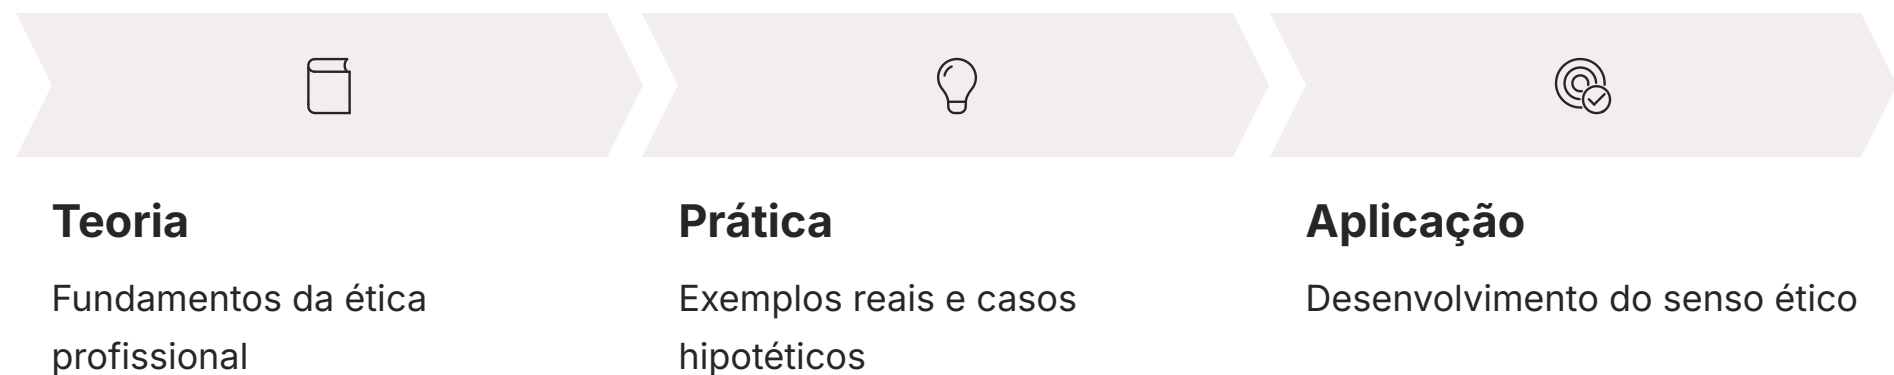 Teoria
Fundamentos da ética
profissional
Prática
Exemplos reais e casos
hipotéticos
Aplicação
Desenvolvimento do senso ético